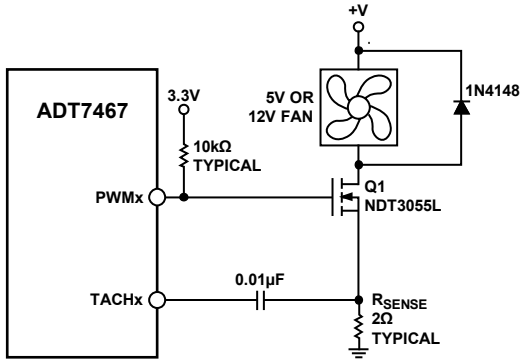 +V
5V OR
12V FAN
1N4148
ADT7467
3.3V
10kΩ
TYPICAL
PWMx
Q1
NDT3055L
0.01µF
TACHx
RSENSE
2Ω
TYPICAL